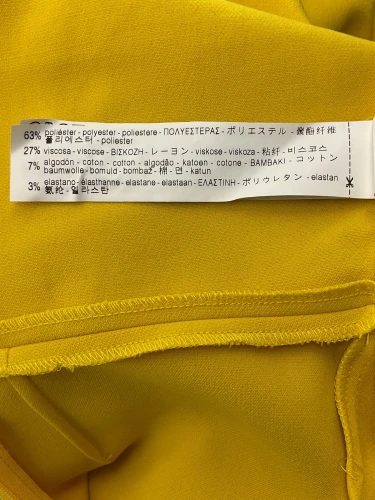 63% poliéster - polyester - poliestere - ΠΟΛΥΕΣΤΕΡΑΣ - ポリエステル - 聚酯纤维
폴리에스터 - poliester
27% viscosa - viscose - ΒΙΣΚΟΖΗ - レーヨン - viskose - viskoza - 粘纤 - 비스코스
7% algodón - coton - cotton - algodão - katoen - cotone - ΒΑΜΒΑΚΙ - コットン
baumwolle - bomuld - bombaž - 棉 - 면 - katun
3% elastano - élasthanne - elastane - elastaan - ΕΛΑΣΤΙΝΗ - ポリウレタン - elastan
氨纶 - 엘라스탄